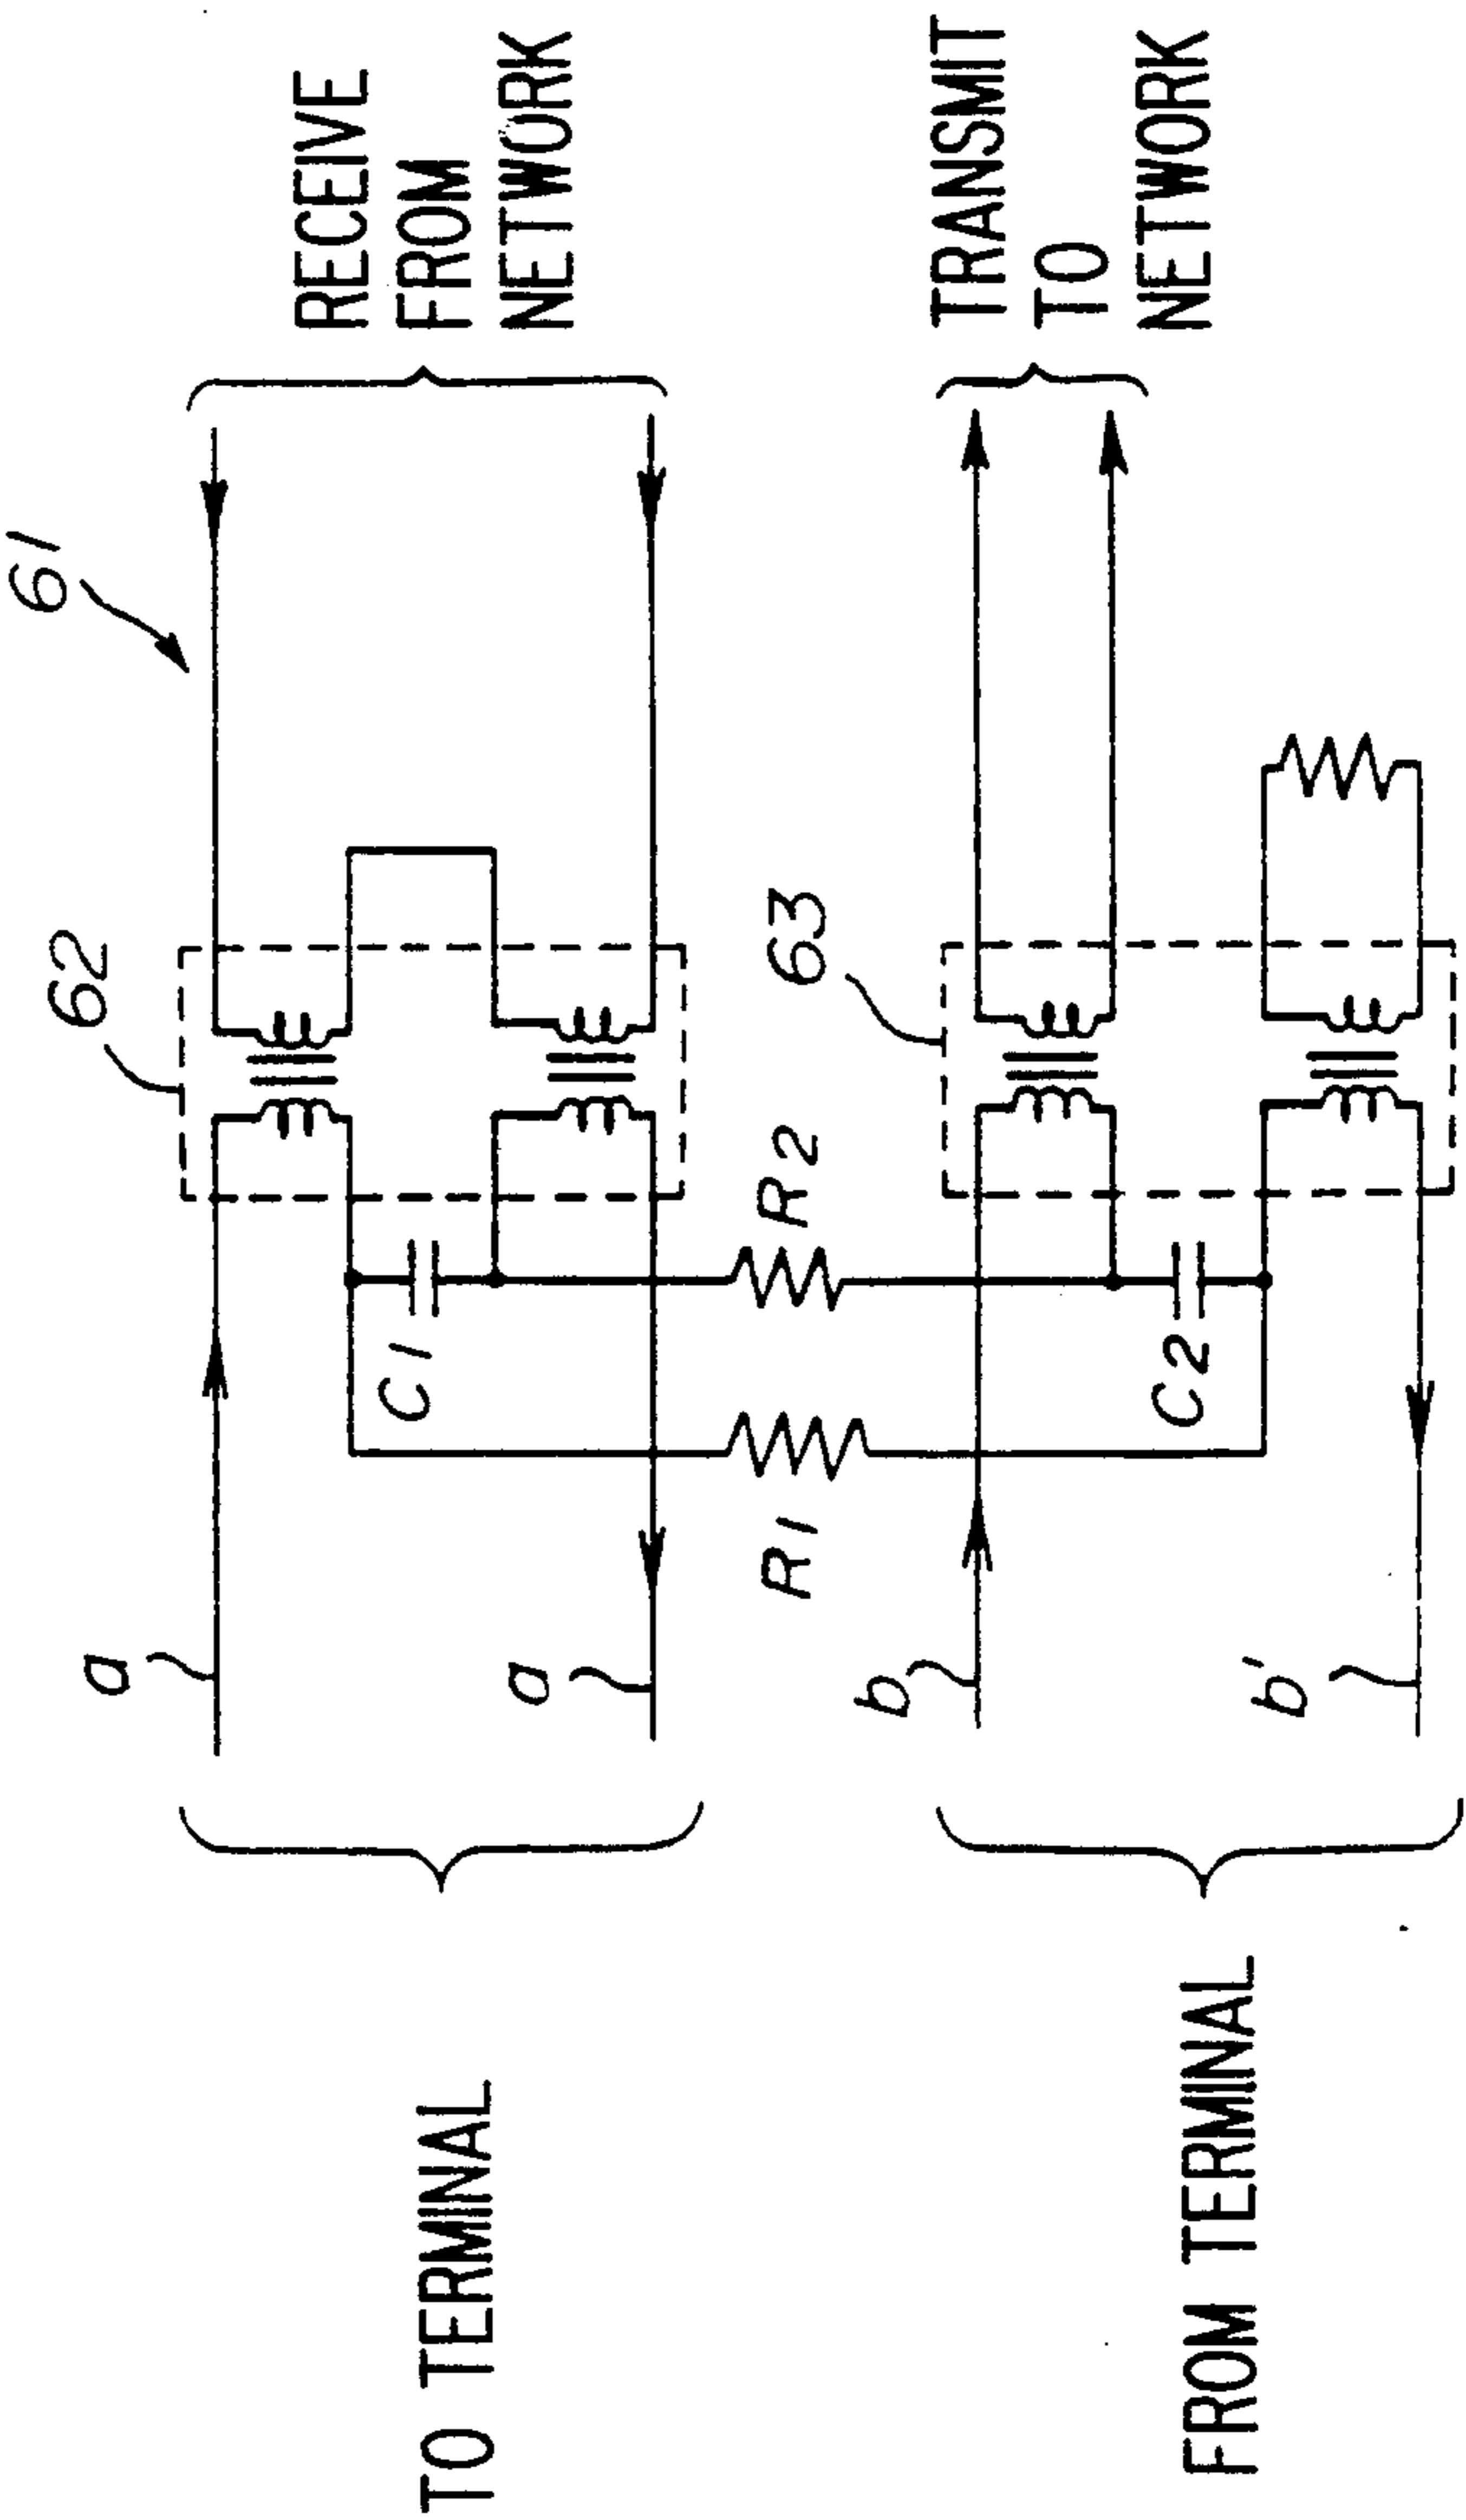 61
62
a
RECEIVE
FROM
NETWORK
TO TERMINAL
C1
a
R1
R2
63
b
TRANSMIT
TO
NETWORK
C2
FROM TERMINAL
b'